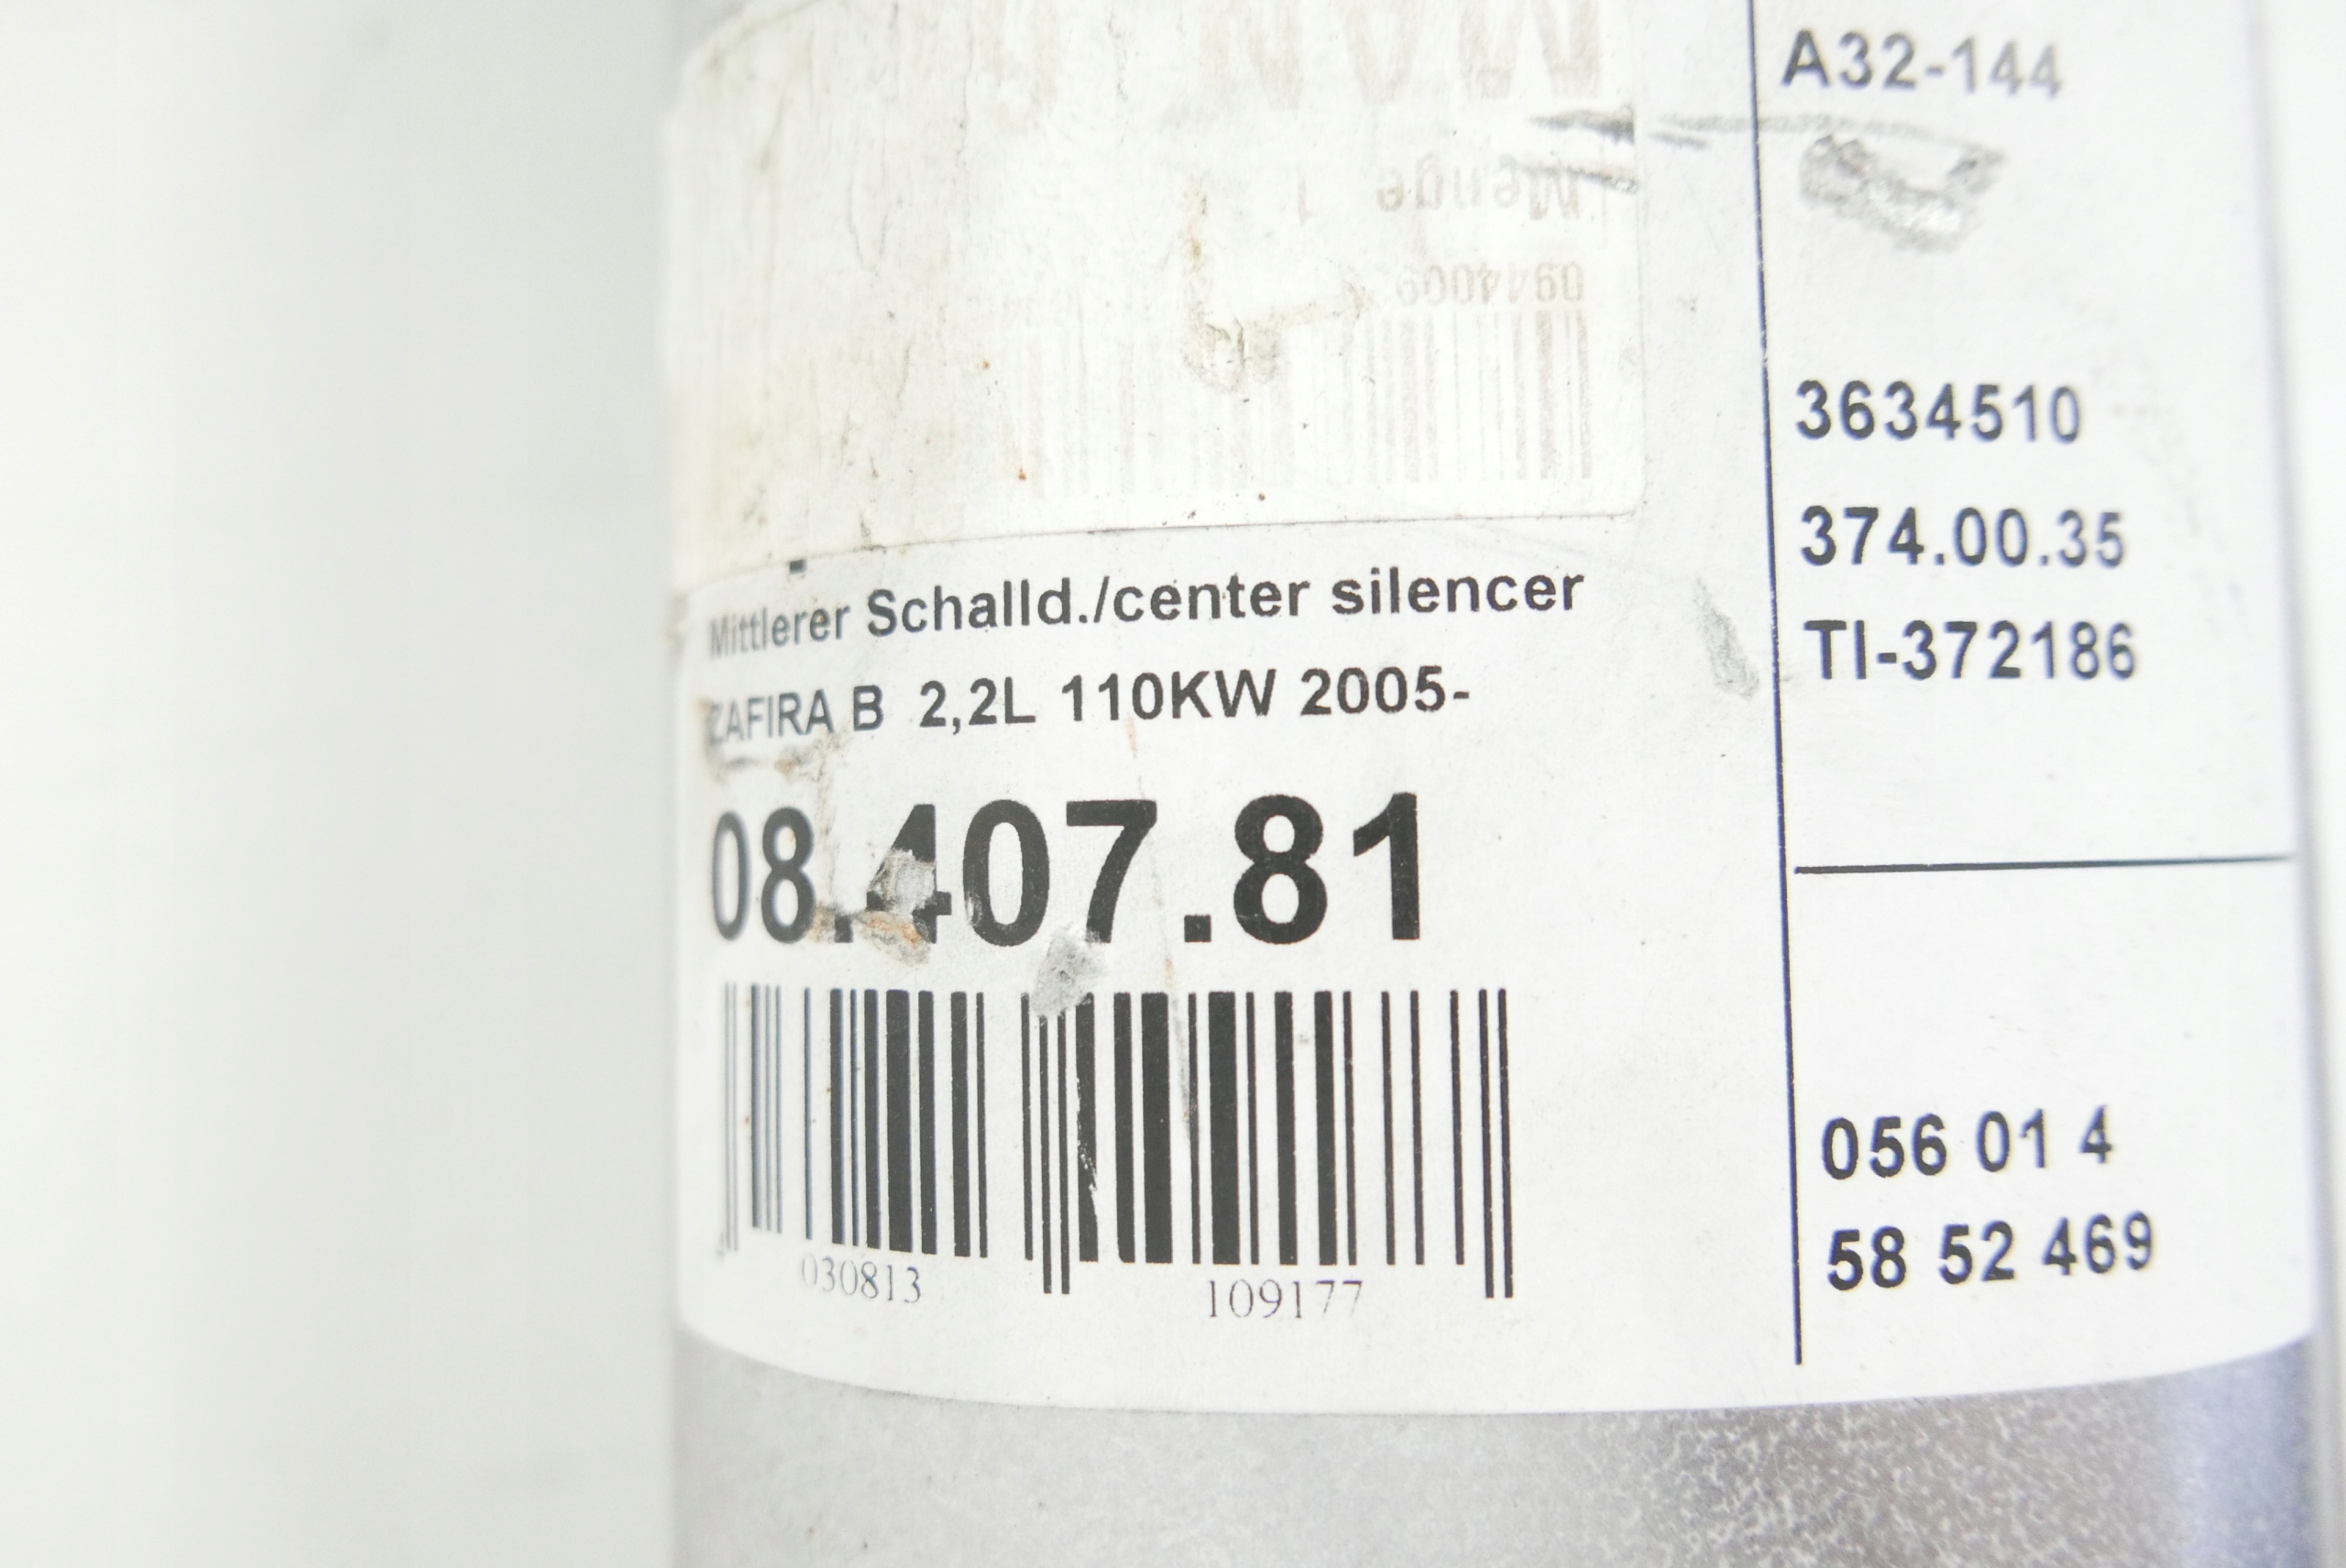 MAN
Menge 1
Mittlerer Schalld./center silencer
ZAFIRA B 2,2L 110KW 2005-
08.407.81
030813 109177
A32-144
3634510
374.00.35
TI-372186
056 01 4
58 52 469